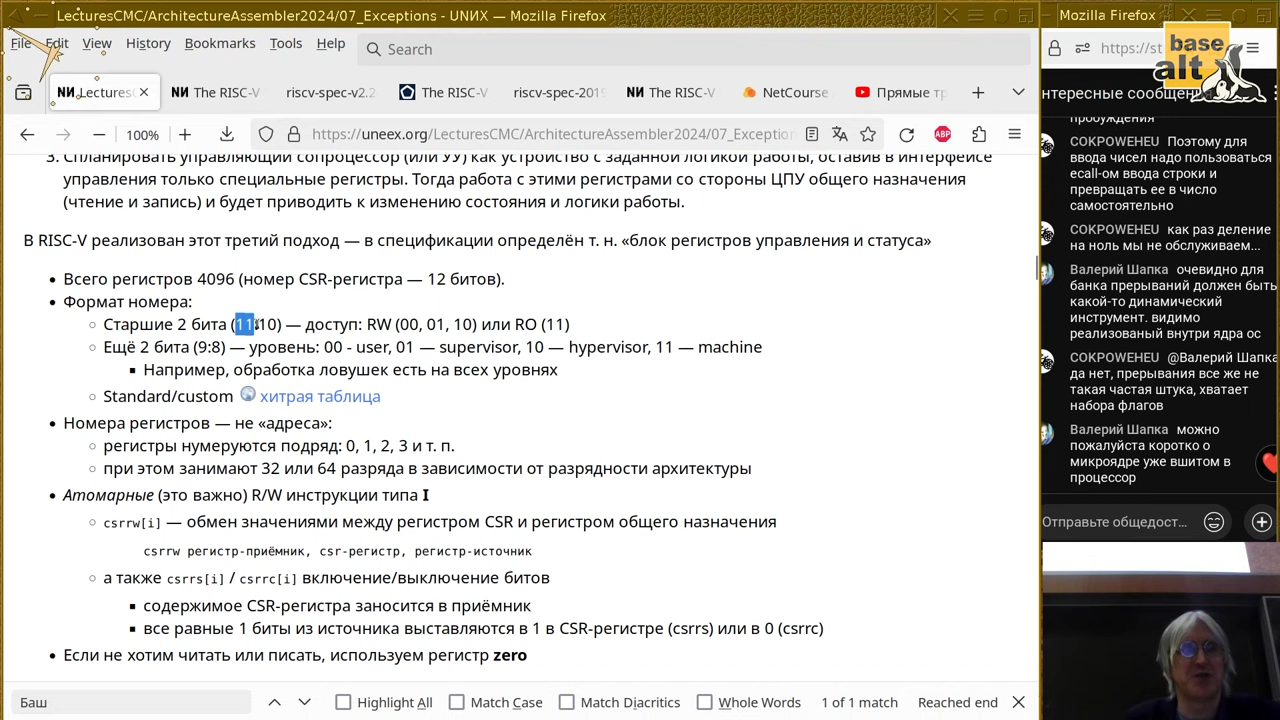 LecturesCMC/ArchitectureAssembler2024/07_Exceptions - UNИХ — Mozilla Firefox
File Edit View History Bookmarks Tools Help
Search
NИ Lectures
NИ The RISC-V
riscv-spec-v2.2
The RISC-V
riscv-spec-2019
NИ The RISC-V
NetCourse
Прямые тр
100%
https://uneex.org/LecturesCMC/ArchitectureAssembler2024/07_Exception
ABP
3. Спланировать управляющий сопроцессор (или УУ) как устройство с заданной логикой работы, оставив в интерфейсе
управления только специальные регистры. Тогда работа с этими регистрами со стороны ЦПУ общего назначения
(чтение и запись) и будет приводить к изменению состояния и логики работы.
В RISC-V реализован этот третий подход — в спецификации определён т. н. «блок регистров управления и статуса»
Всего регистров 4096 (номер CSR-регистра — 12 битов).
Формат номера:
Старшие 2 бита (11:10) — доступ: RW (00, 01, 10) или RO (11)
Ещё 2 бита (9:8) — уровень: 00 - user, 01 — supervisor, 10 — hypervisor, 11 — machine
Например, обработка ловушек есть на всех уровнях
Standard/custom хитрая таблица
Номера регистров — не «адреса»:
регистры нумеруются подряд: 0, 1, 2, 3 и т. п.
при этом занимают 32 или 64 разряда в зависимости от разрядности архитектуры
Атомарные (это важно) R/W инструкции типа I
csrrw[i] — обмен значениями между регистром CSR и регистром общего назначения
csrrw регистр-приёмник, csr-регистр, регистр-источник
а также csrrs[i] / csrrc[i] включение/выключение битов
содержимое CSR-регистра заносится в приёмник
все равные 1 биты из источника выставляются в 1 в CSR-регистре (csrrs) или в 0 (csrrc)
Если не хотим читать или писать, используем регистр zero
Баш
Highlight All Match Case Match Diacritics Whole Words 1 of 1 match Reached end
Mozilla Firefox
https://st
base
alt
нтересные сообщени
пробуждения
COKPOWEHEU Поэтому для
ввода чисел надо пользоваться
ecall-ом ввода строки и
превращать ее в число
самостоятельно
COKPOWEHEU как раз деление
на ноль мы не обслуживаем...
Валерий Шапка очевидно для
банка прерываний должен быть
какой-то динамический
инструмент. видимо
реализованый внутри ядра ос
COKPOWEHEU @Валерий Шапка
да нет, прерывания все же не
такая частая штука, хватает
набора флагов
Валерий Шапка можно
пожалуйста коротко о
микроядре уже вшитом в
процессор
Отправьте общедост...